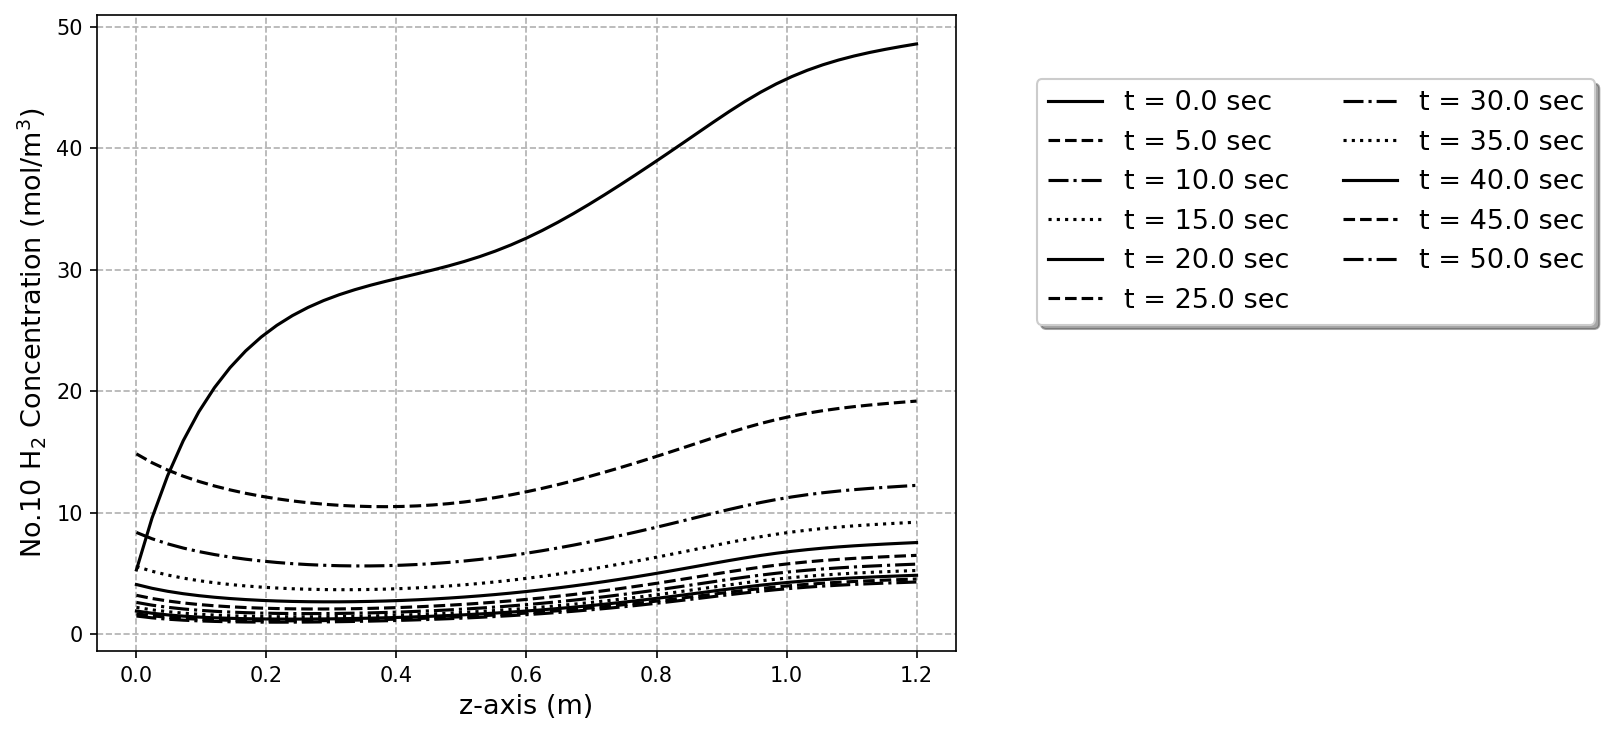 No.10 H₂ Concentration (mol/m³)
50
40
30
20
10
0
0.0 0.2 0.4 0.6 0.8 1.0 1.2
z-axis (m)
t = 0.0 sec
t = 5.0 sec
t = 10.0 sec
t = 15.0 sec
t = 20.0 sec
t = 25.0 sec
t = 30.0 sec
t = 35.0 sec
t = 40.0 sec
t = 45.0 sec
t = 50.0 sec